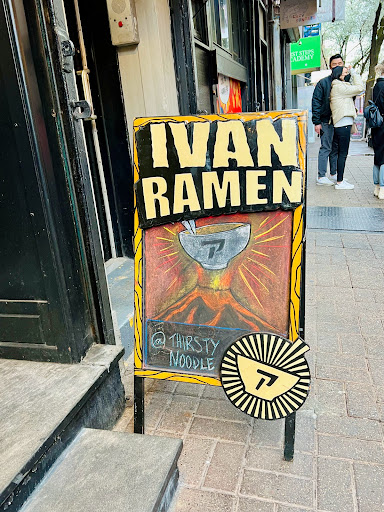 IVAN
RAMEN
@ THIRSTY
NOODLE